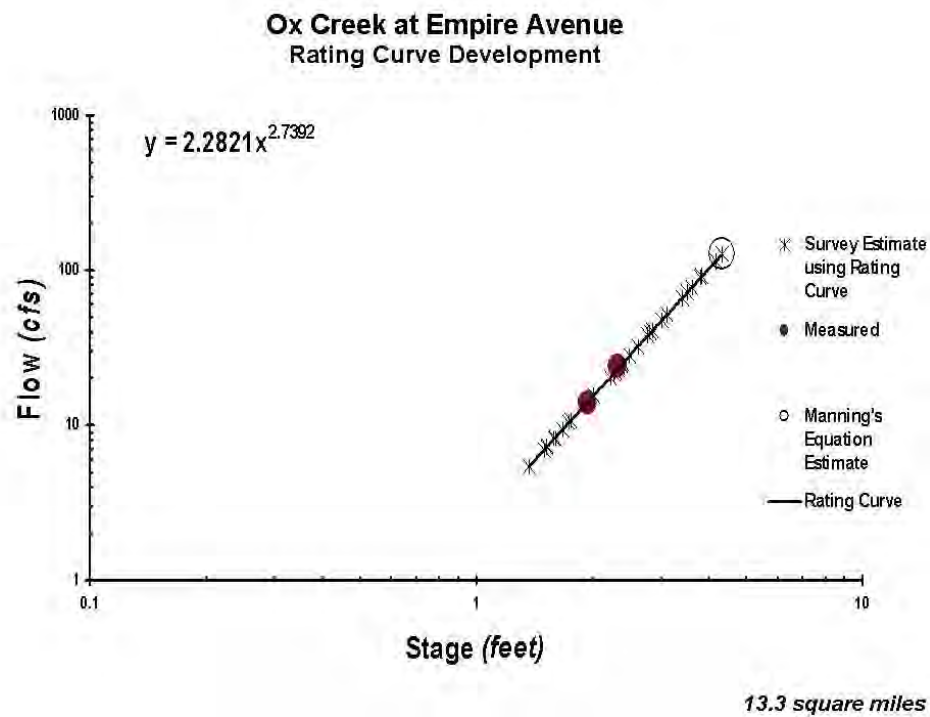 Ox Creek at Empire Avenue
Rating Curve Development
y = 2.2821x^2.7392
1000
100
10
1
0.1
1
10
Flow (cfs)
Stage (feet)
Survey Estimate
using Rating
Curve
Measured
Manning's
Equation
Estimate
Rating Curve
13.3 square miles